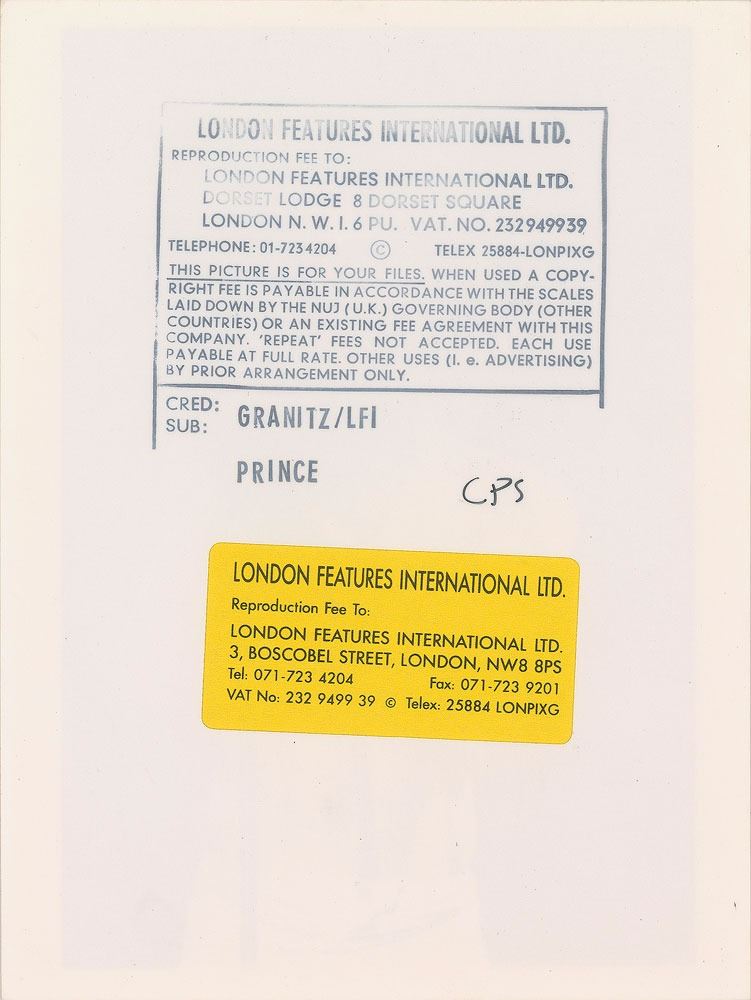 LONDON FEATURES INTERNATIONAL LTD.
REPRODUCTION FEE TO:
LONDON FEATURES INTERNATIONAL LTD.
DORSET LODGE 8 DORSET SQUARE
LONDON N. W. I. 6 PU. VAT. NO. 232949939
TELEPHONE: 01-7234204 © TELEX 25884-LONPIXG
THIS PICTURE IS FOR YOUR FILES. WHEN USED A COPY-
RIGHT FEE IS PAYABLE IN ACCORDANCE WITH THE SCALES
LAID DOWN BY THE NUJ (U.K.) GOVERNING BODY (OTHER
COUNTRIES) OR AN EXISTING FEE AGREEMENT WITH THIS
COMPANY. 'REPEAT' FEES NOT ACCEPTED. EACH USE
PAYABLE AT FULL RATE. OTHER USES (I. e. ADVERTISING)
BY PRIOR ARRANGEMENT ONLY.
CRED: GRANITZ/LFI
SUB:
PRINCE
CPS
LONDON FEATURES INTERNATIONAL LTD.
Reproduction Fee To:
LONDON FEATURES INTERNATIONAL LTD.
3, BOSCOBEL STREET, LONDON, NW8 8PS
Tel: 071-723 4204 Fax: 071-723 9201
VAT No: 232 9499 39 © Telex: 25884 LONPIXG